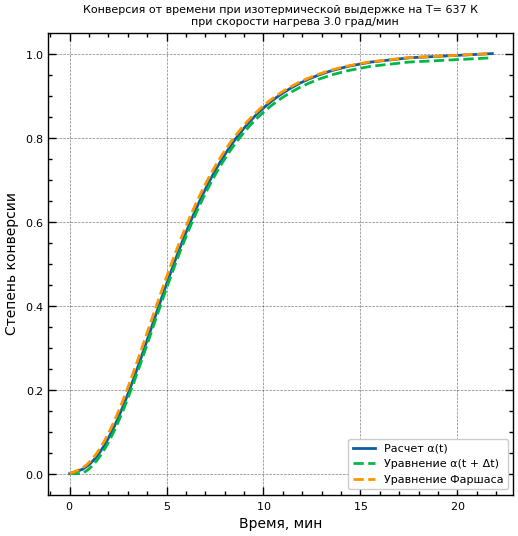 Конверсия от времени при изотермической выдержке на T= 637 К
при скорости нагрева 3.0 град/мин
Степень конверсии
1.0
0.8
0.6
0.4
0.2
0.0
0
5
10
15
20
Время, мин
Расчет α(t)
Уравнение α(t + Δt)
Уравнение Фаршаса